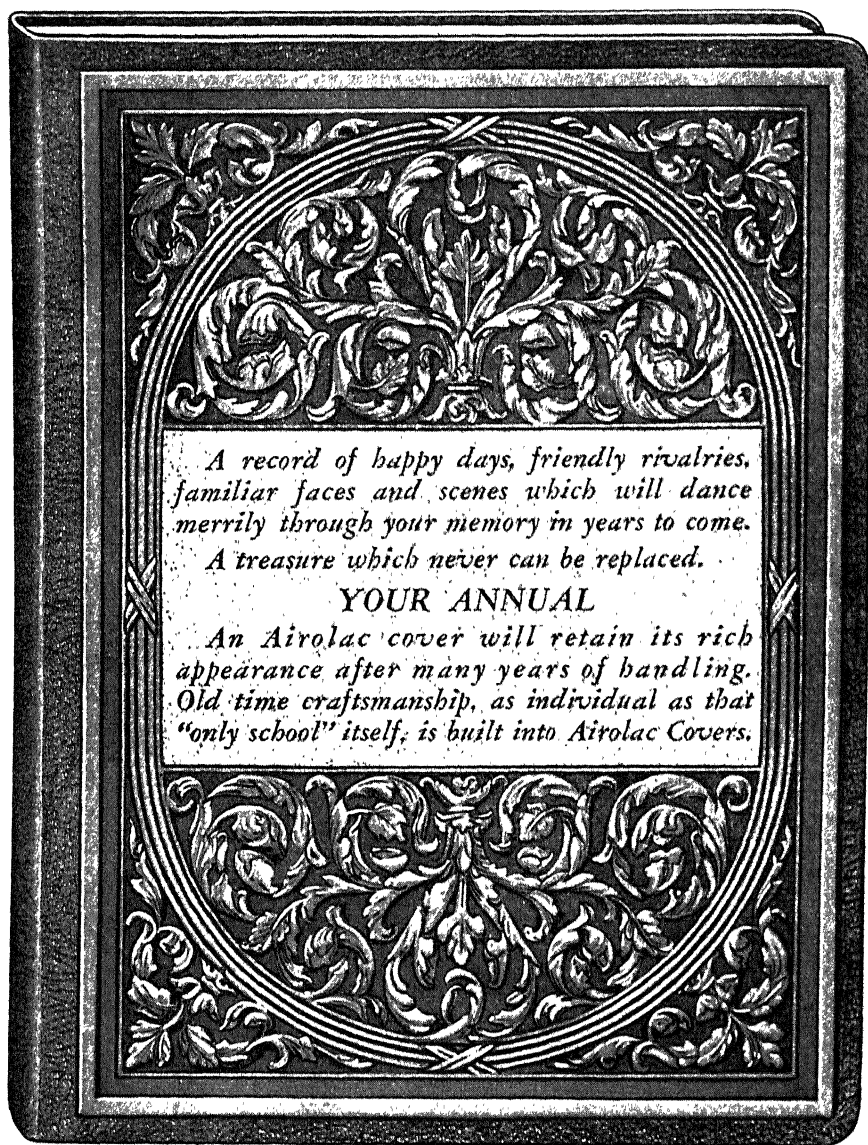 A record of happy days, friendly rivalries,
familiar faces and scenes which will dance
merrily through your memory in years to come.
A treasure which never can be replaced.
YOUR ANNUAL
An Airolac cover will retain its rich
appearance after many years of handling.
Old time craftsmanship, as individual as that
"only school" itself, is built into Airolac Covers.